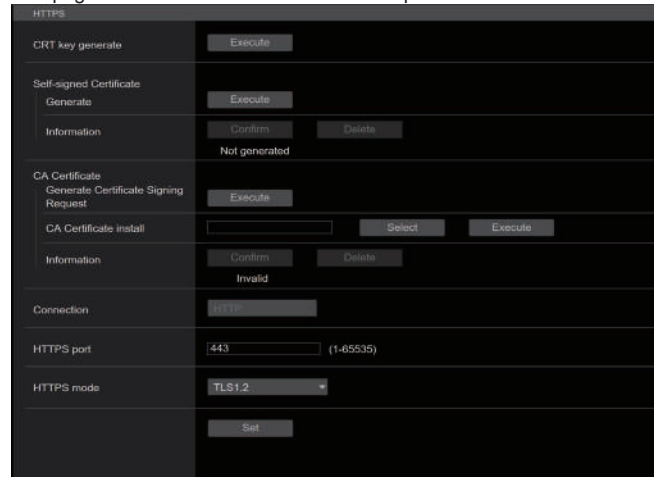 HTTPS
CRT key generate Execute
Self-signed Certificate
Generate Execute
Information Confirm Delete
Not generated
CA Certificate
Generate Certificate Signing
Request Execute
CA Certificate install Select Execute
Information Confirm Delete
Invalid
Connection HTTP
HTTPS port 443 (1-65535)
HTTPS mode TLS1.2
Set